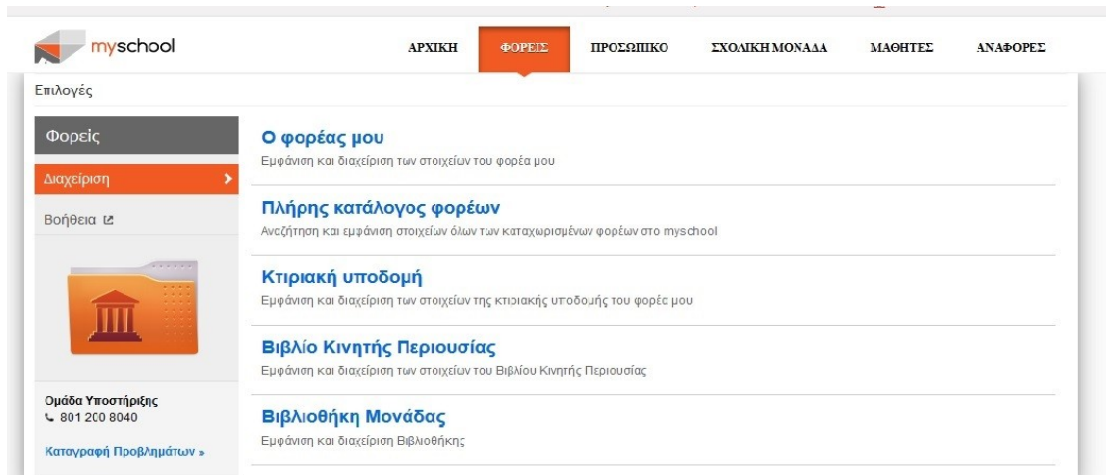 myschool
ΑΡΧΙΚΗ ΦΟΡΕΙΣ ΠΡΟΣΩΠΙΚΟ ΣΧΟΛΙΚΗ ΜΟΝΑΔΑ ΜΑΘΗΤΕΣ ΑΝΑΦΟΡΕΣ
Επιλογές
Φορείς
Διαχείριση
Βοήθεια
Ομάδα Υποστήριξης
801 200 8040
Καταγραφή Προβλημάτων »
Ο φορέας μου
Εμφάνιση και διαχείριση των στοιχείων του φορέα μου
Πλήρης κατάλογος φορέων
Αναζήτηση και εμφάνιση στοιχείων όλων των καταχωρισμένων φορέων στο myschool
Κτιριακή υποδομή
Εμφάνιση και διαχείριση των στοιχείων της κτιριακής υποδομής του φορέα μου
Βιβλίο Κινητής Περιουσίας
Εμφάνιση και διαχείριση των στοιχείων του Βιβλίου Κινητής Περιουσίας
Βιβλιοθήκη Μονάδας
Εμφάνιση και διαχείριση Βιβλιοθήκης